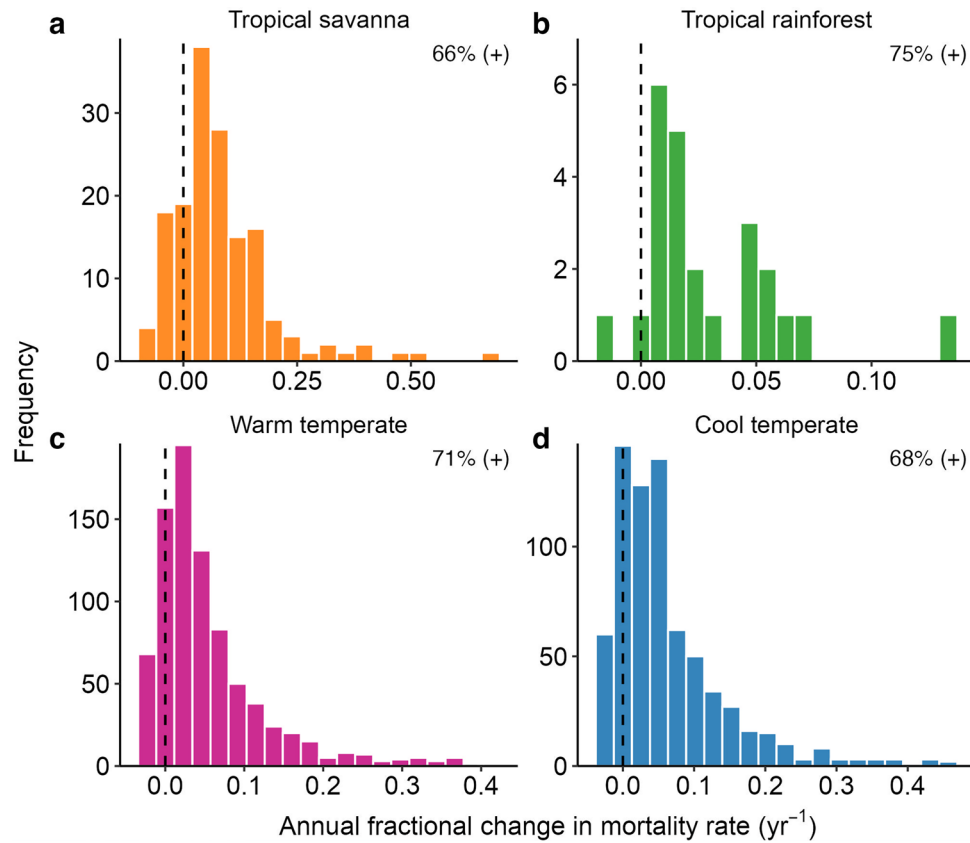 a Tropical savanna
66% (+)
30
20
10
0
0.00 0.25 0.50
b Tropical rainforest
75% (+)
6
4
2
0
0.00 0.05 0.10
Frequency
c Warm temperate
71% (+)
150
100
50
0
0.0 0.1 0.2 0.3 0.4
d Cool temperate
68% (+)
100
50
0
0.0 0.1 0.2 0.3 0.4
Annual fractional change in mortality rate (yr⁻¹)